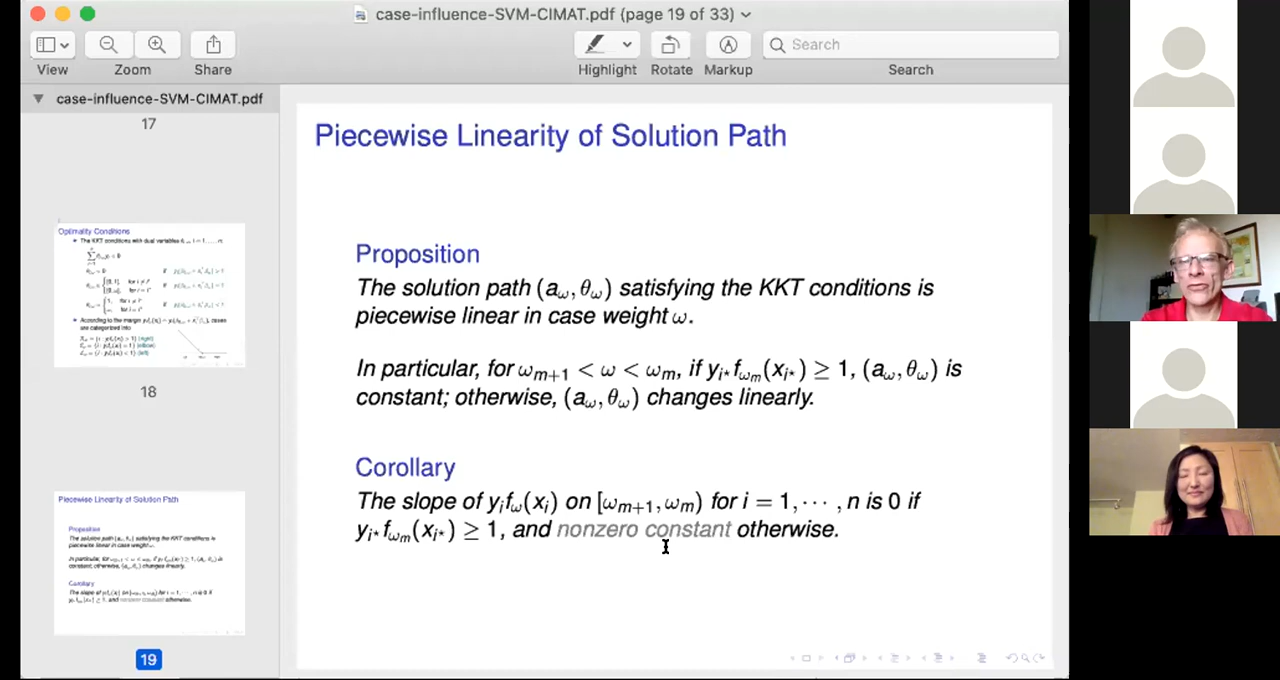 case-influence-SVM-CIMAT.pdf (page 19 of 33)
View
Zoom
Share
Highlight
Rotate
Markup
Search
Search
case-influence-SVM-CIMAT.pdf
17
Optimality Conditions
18
Piecewise Linearity of Solution Path
Proposition
Corollary
19
Piecewise Linearity of Solution Path
Proposition
The solution path (a_ω, θ_ω) satisfying the KKT conditions is
piecewise linear in case weight ω.
In particular, for ω_{m+1} < ω < ω_m, if y_{i⋆} f_{ω_m}(x_{i⋆}) ≥ 1, (a_ω, θ_ω) is
constant; otherwise, (a_ω, θ_ω) changes linearly.
Corollary
The slope of y_i f_ω(x_i) on [ω_{m+1}, ω_m) for i = 1, ⋯ , n is 0 if
y_{i⋆} f_{ω_m}(x_{i⋆}) ≥ 1, and nonzero constant otherwise.